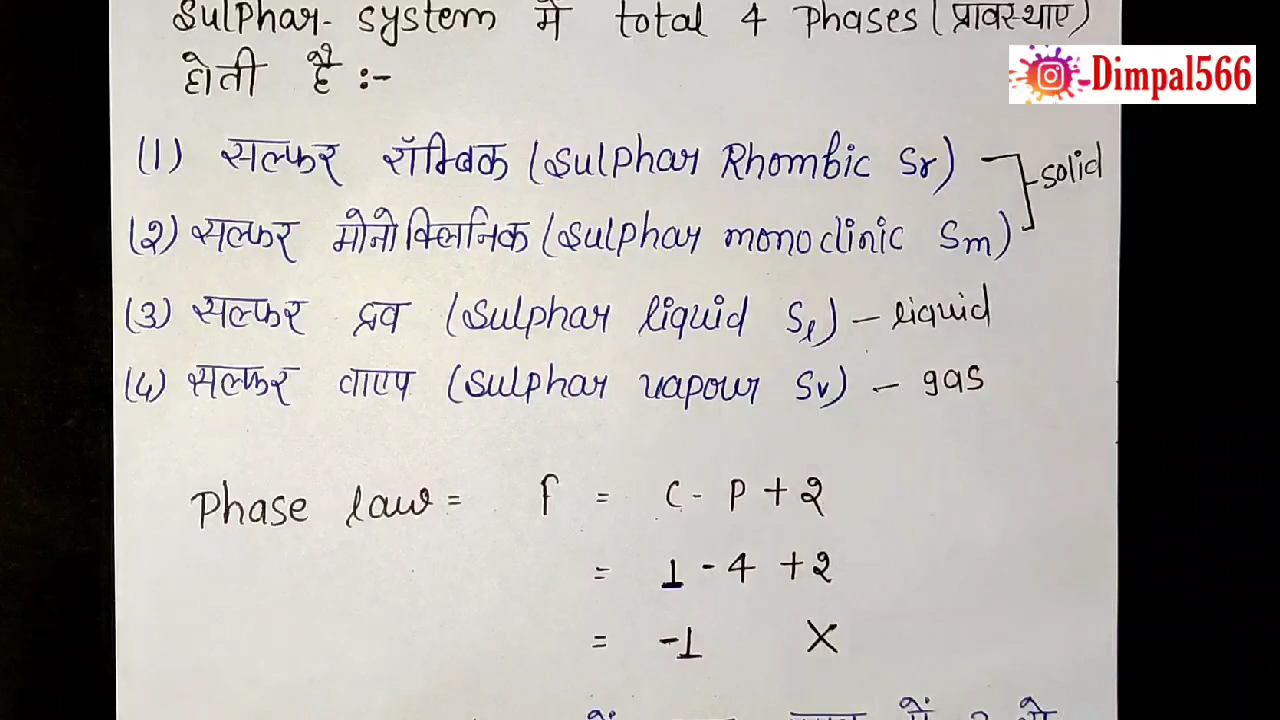 Sulphar- system मे total 4 Phases (प्रावस्थाए)
होती है :-
-Dimpal566
(1) सल्फर रॉम्बिक (Sulphar Rhombic Sr)
solid
(२) सल्फर मोनोक्लिनिक (Sulphar monoclinic Sm)
(3) सल्फर द्रव (Sulphar liquid Sl) - liquid
(4) सल्फर वाष्प (Sulphar vapour Sv) - gas
Phase law = f = C - P + 2
= 1 - 4 + 2
= -1 X